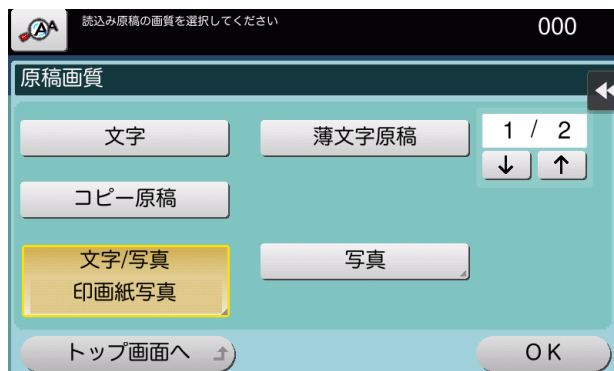 読込み原稿の画質を選択してください
000
原稿画質
文字
薄文字原稿
1 / 2
↓ ↑
コピー原稿
文字/写真
印画紙写真
写真
トップ画面へ
OK